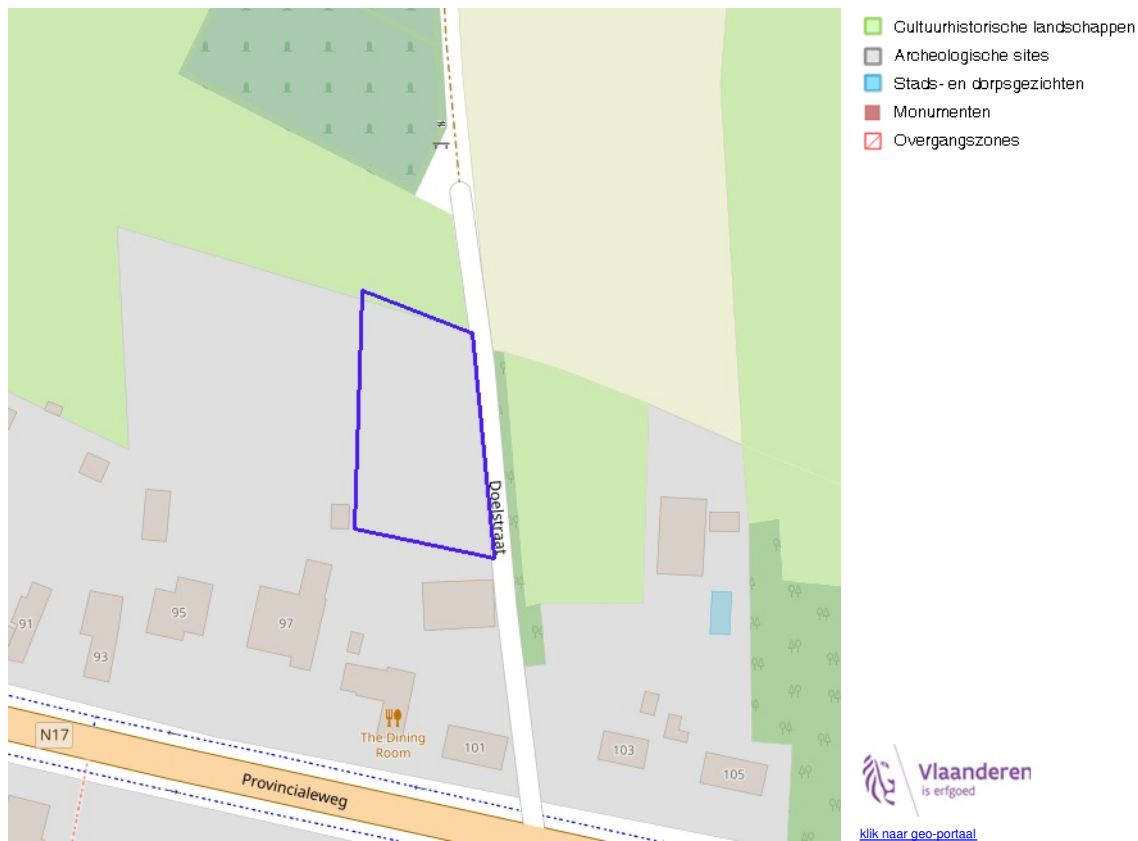 Cultuurhistorische landschappen
Archeologische sites
Stads- en dorpsgezichten
Monumenten
Overgangszones
Doelstraat
91
93
95
97
The Dining
Room
101
103
105
N17
Provincialeweg
Vlaanderen
is erfgoed
klik naar geo-portaal